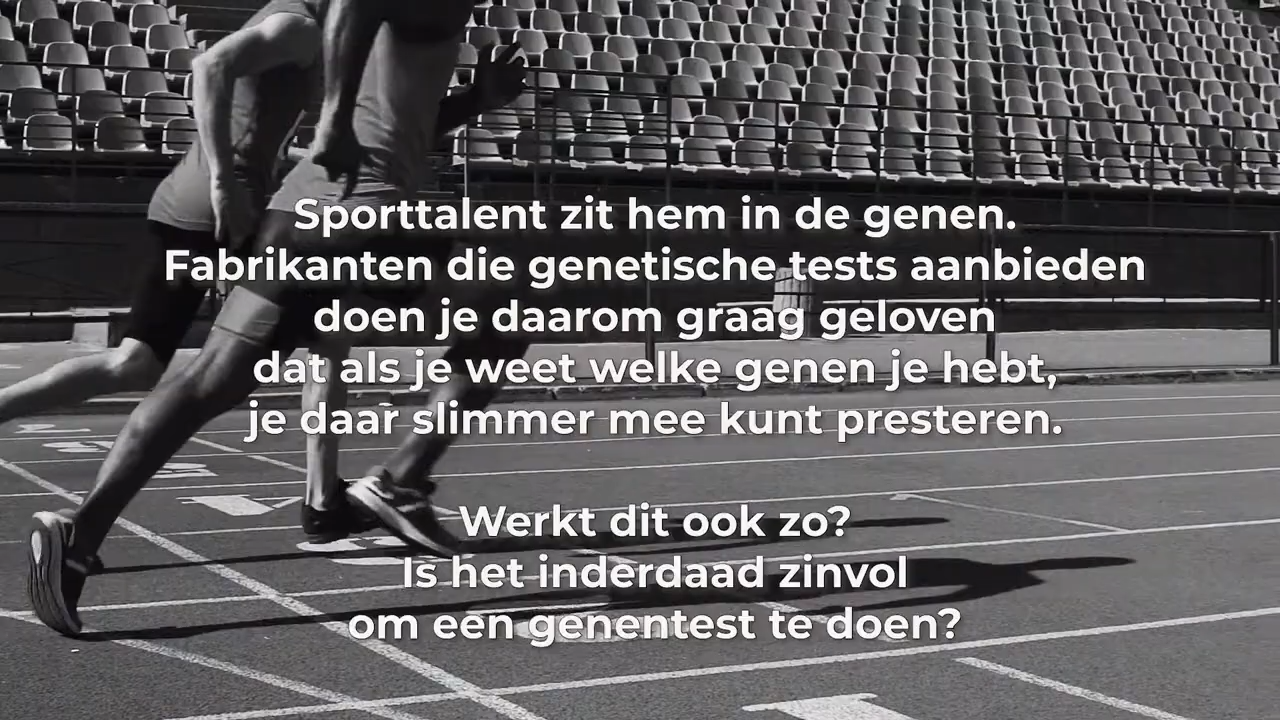 Sporttalent zit hem in de genen.
Fabrikanten die genetische tests aanbieden
doen je daarom graag geloven
dat als je weet welke genen je hebt,
je daar slimmer mee kunt presteren.
Werkt dit ook zo?
Is het inderdaad zinvol
om een genentest te doen?